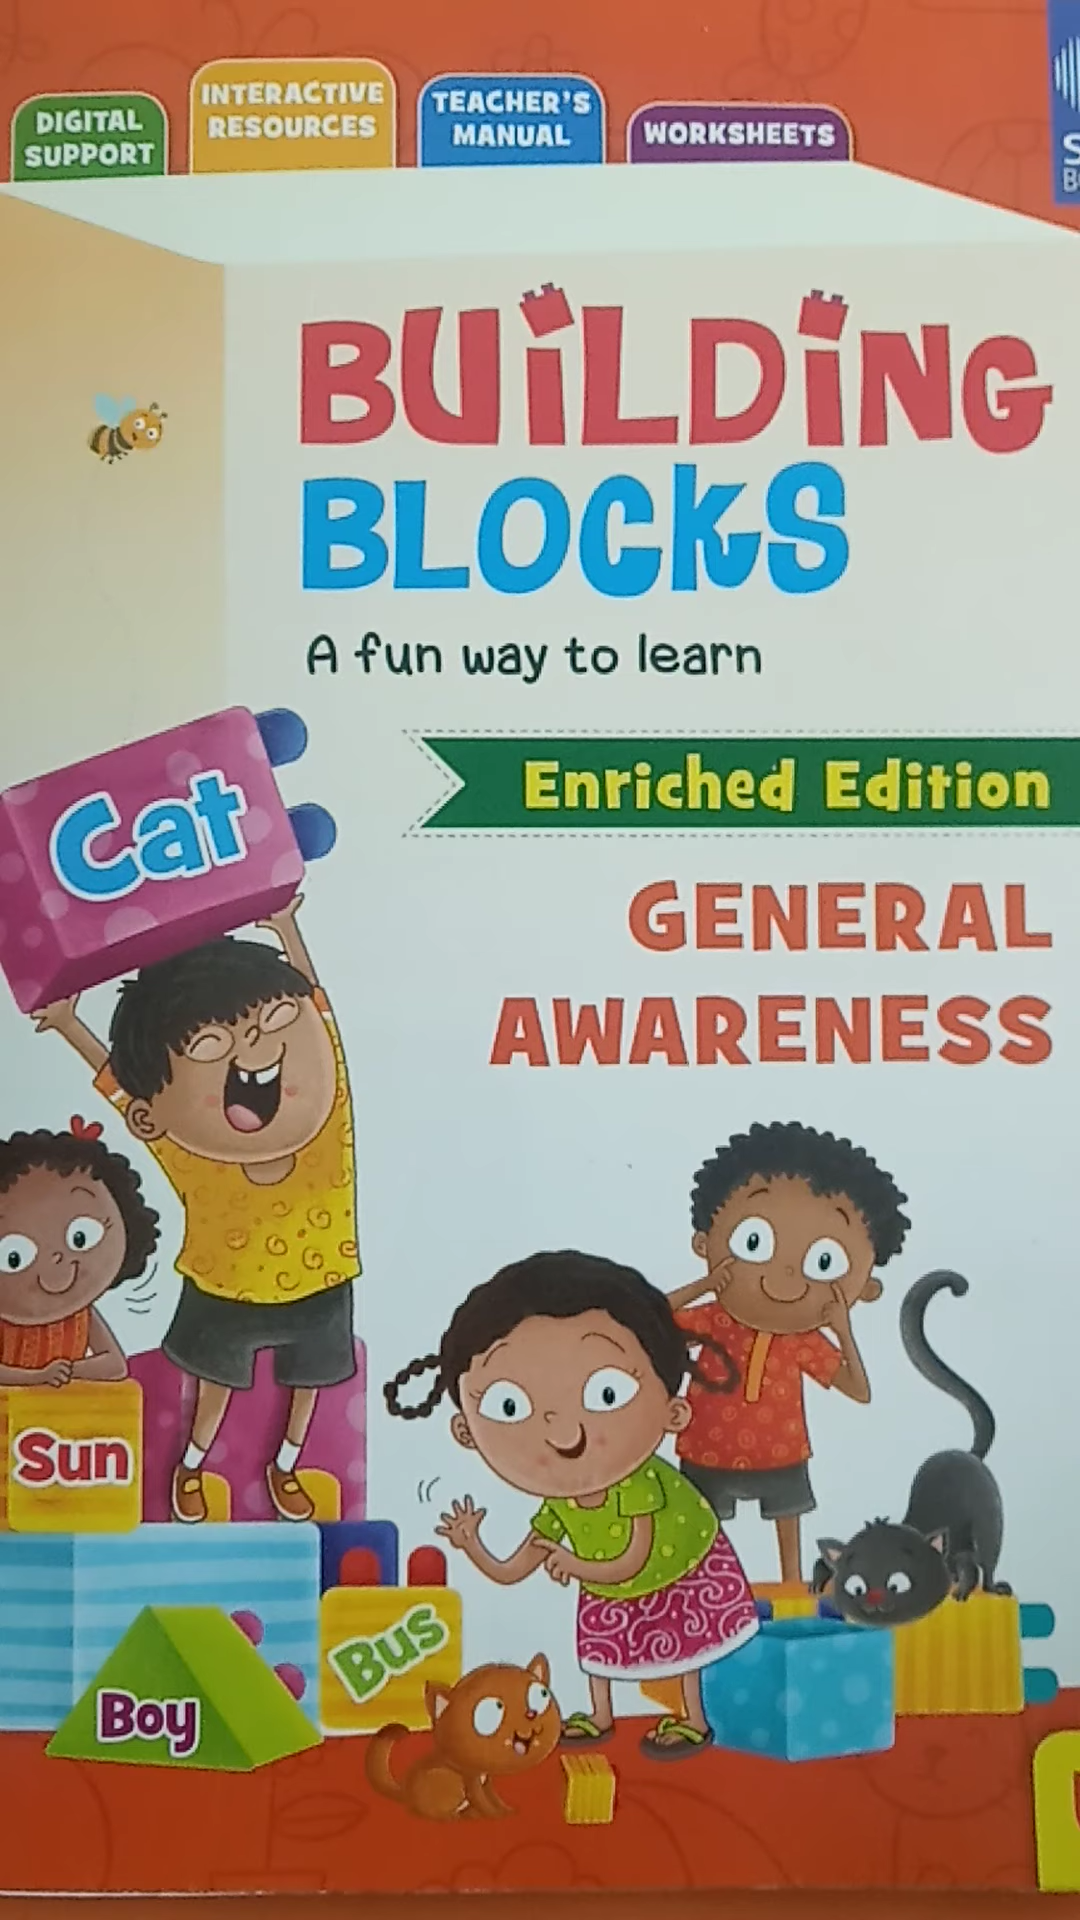 DIGITAL
SUPPORT
INTERACTIVE
RESOURCES
TEACHER'S
MANUAL
WORKSHEETS
BUiLDiNG
BLOCKS
A fun way to learn
Enriched Edition
GENERAL
AWARENESS
Cat
Sun
Bus
Boy